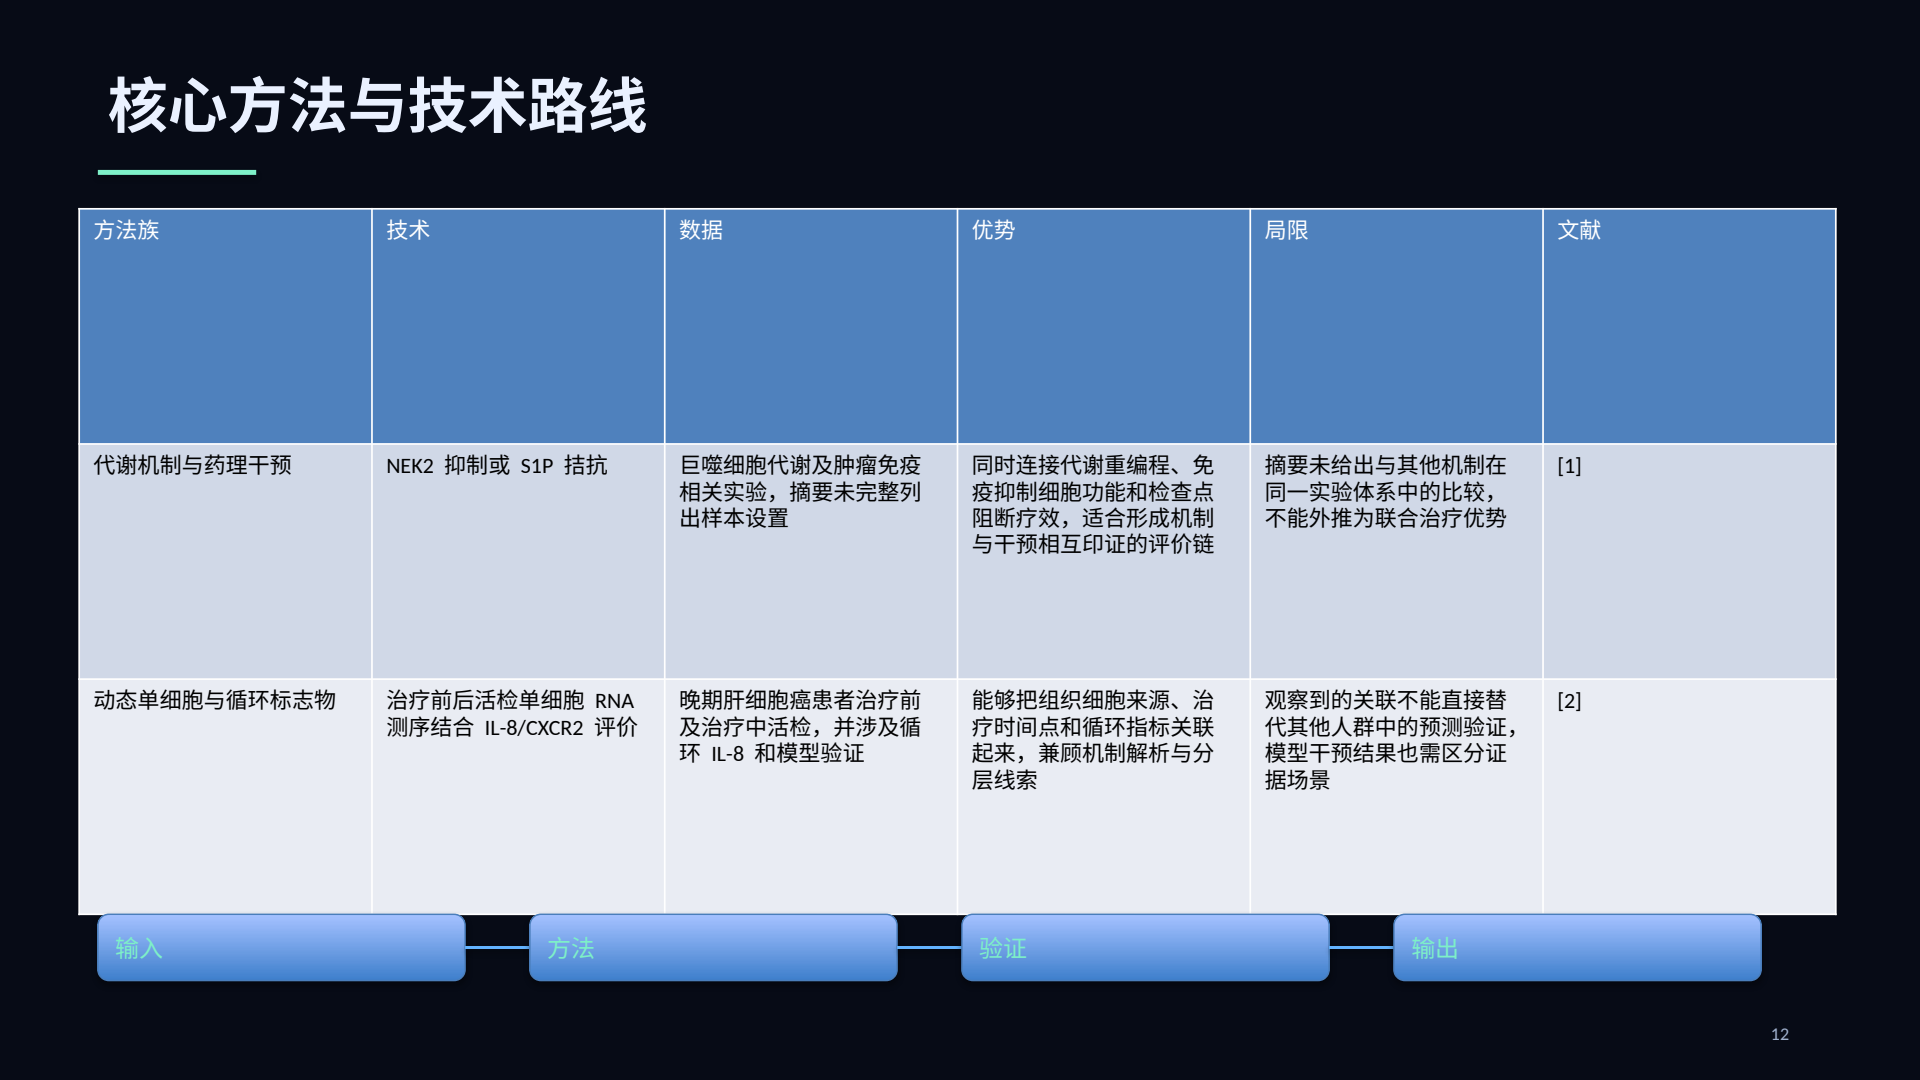 核心方法与技术路线
方法族
技术
数据
优势
局限
文献
代谢机制与药理干预
NEK2 抑制或 S1P 拮抗
巨噬细胞代谢及肿瘤免疫
相关实验，摘要未完整列
出样本设置
同时连接代谢重编程、免
疫抑制细胞功能和检查点
阻断疗效，适合形成机制
与干预相互印证的评价链
摘要未给出与其他机制在
同一实验体系中的比较，
不能外推为联合治疗优势
[1]
动态单细胞与循环标志物
治疗前后活检单细胞 RNA
测序结合 IL-8/CXCR2 评价
晚期肝细胞癌患者治疗前
及治疗中活检，并涉及循
环 IL-8 和模型验证
能够把组织细胞来源、治
疗时间点和循环指标关联
起来，兼顾机制解析与分
层线索
观察到的关联不能直接替
代其他人群中的预测验证，
模型干预结果也需区分证
据场景
[2]
输入
方法
验证
输出
12